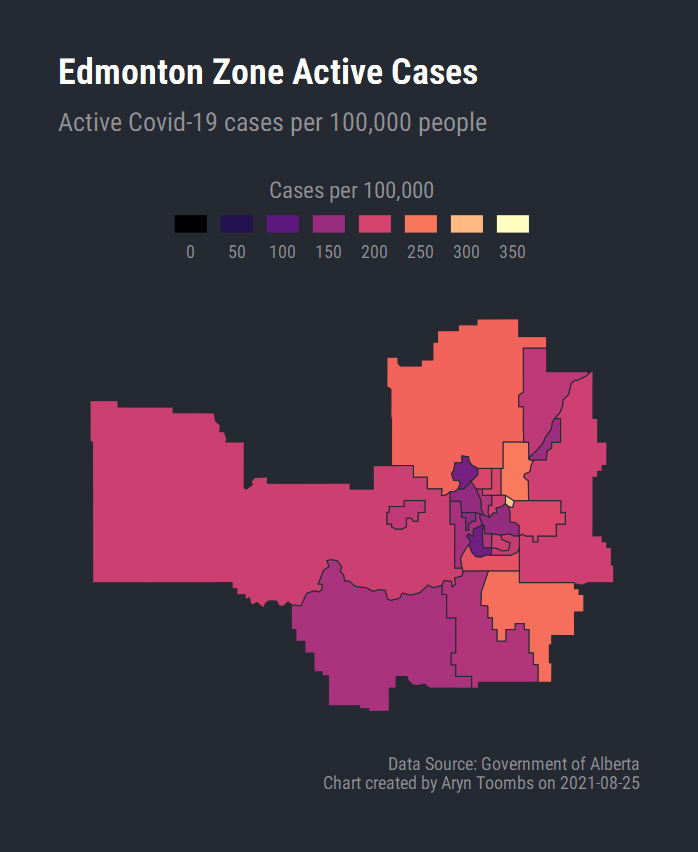 Edmonton Zone Active Cases
Active Covid-19 cases per 100,000 people
Cases per 100,000
0 50 100 150 200 250 300 350
Data Source: Government of Alberta
Chart created by Aryn Toombs on 2021-08-25